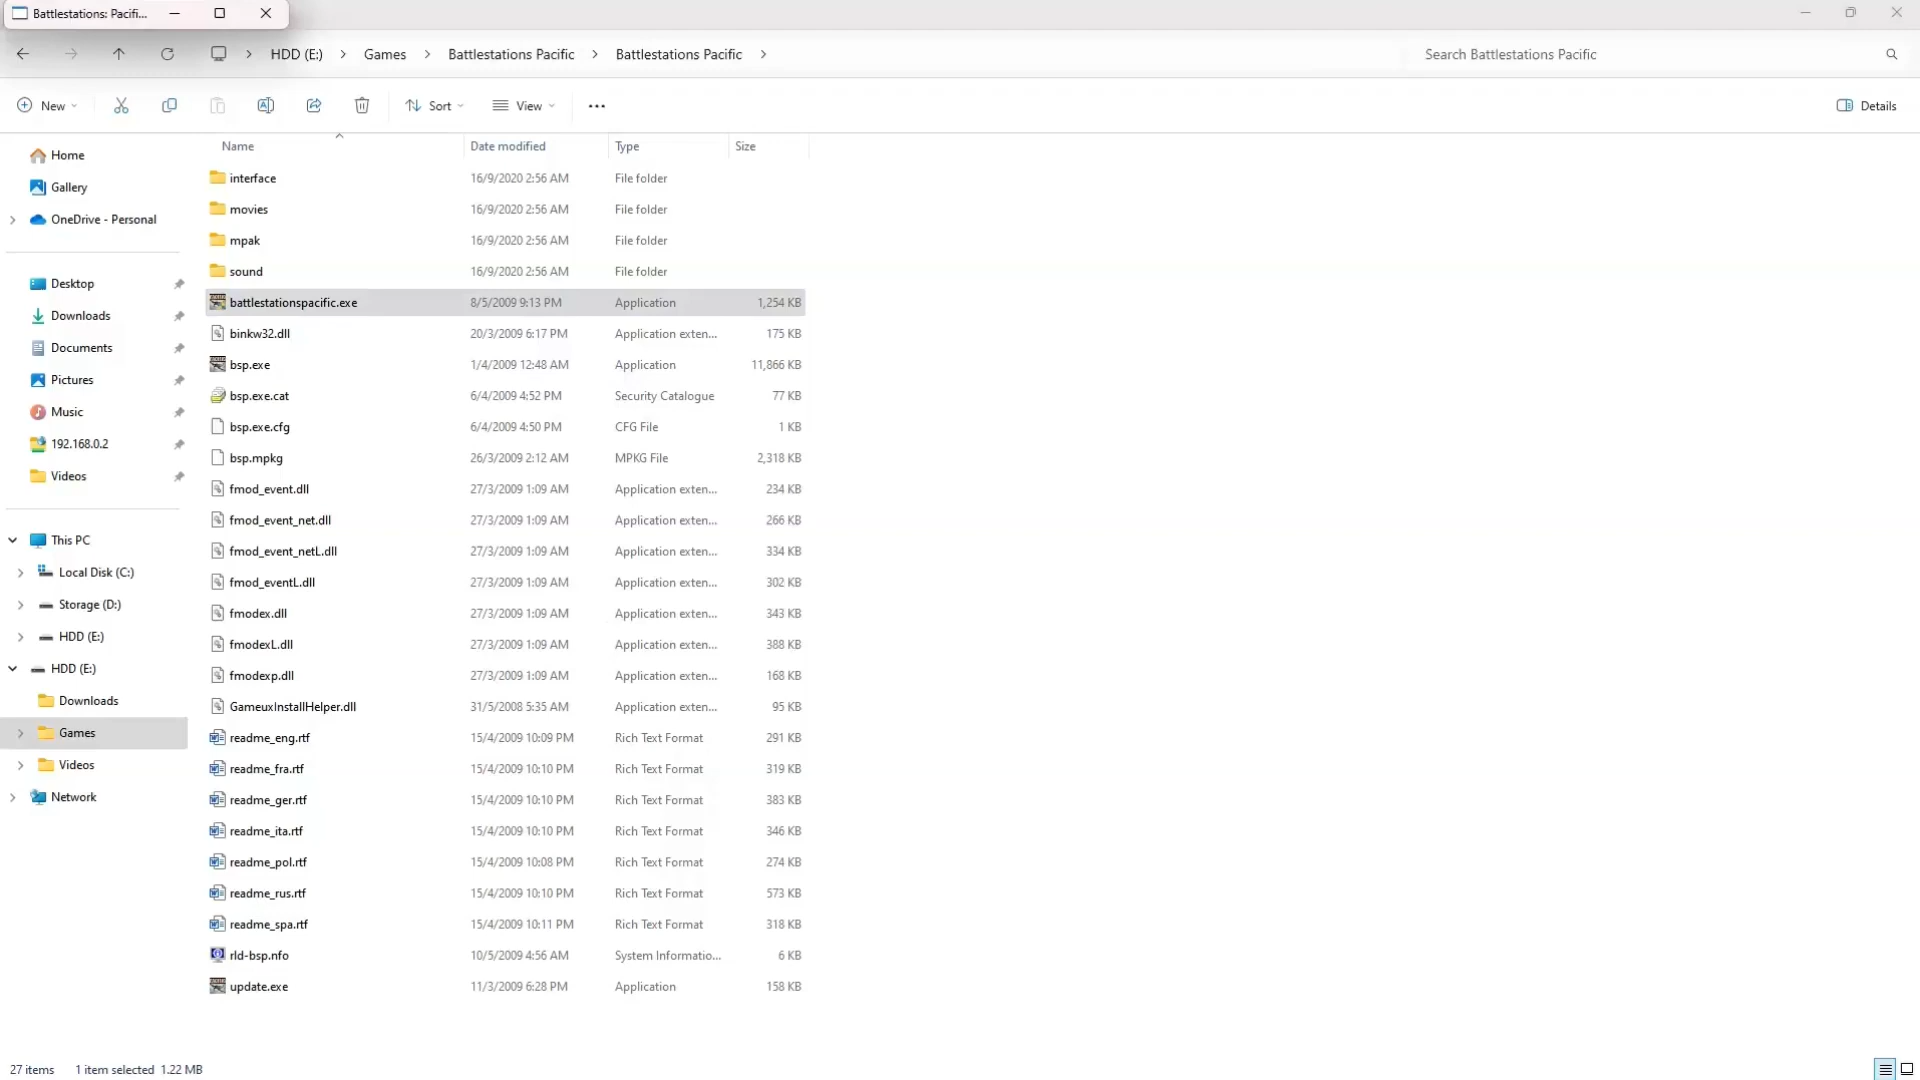 Battlestations: Pacifi...
HDD (E:) Games Battlestations Pacific Battlestations Pacific Search Battlestations Pacific
New Sort View Details
Name Date modified Type Size
Home
Gallery
OneDrive - Personal
Desktop
Downloads
Documents
Pictures
Music
192.168.0.2
Videos
This PC
Local Disk (C:)
Storage (D:)
HDD (E:)
HDD (E:)
Downloads
Games
Videos
Network
interface 16/9/2020 2:56 AM File folder
movies 16/9/2020 2:56 AM File folder
mpak 16/9/2020 2:56 AM File folder
sound 16/9/2020 2:56 AM File folder
battlestationspacific.exe 8/5/2009 9:13 PM Application 1,254 KB
binkw32.dll 20/3/2009 6:17 PM Application exten... 175 KB
bsp.exe 1/4/2009 12:48 AM Application 11,866 KB
bsp.exe.cat 6/4/2009 4:52 PM Security Catalogue 77 KB
bsp.exe.cfg 6/4/2009 4:50 PM CFG File 1 KB
bsp.mpkg 26/3/2009 2:12 AM MPKG File 2,318 KB
fmod_event.dll 27/3/2009 1:09 AM Application exten... 234 KB
fmod_event_net.dll 27/3/2009 1:09 AM Application exten... 266 KB
fmod_event_netL.dll 27/3/2009 1:09 AM Application exten... 334 KB
fmod_eventL.dll 27/3/2009 1:09 AM Application exten... 302 KB
fmodex.dll 27/3/2009 1:09 AM Application exten... 343 KB
fmodexL.dll 27/3/2009 1:09 AM Application exten... 388 KB
fmodexp.dll 27/3/2009 1:09 AM Application exten... 168 KB
GameuxInstallHelper.dll 31/5/2008 5:35 AM Application exten... 95 KB
readme_eng.rtf 15/4/2009 10:09 PM Rich Text Format 291 KB
readme_fra.rtf 15/4/2009 10:10 PM Rich Text Format 319 KB
readme_ger.rtf 15/4/2009 10:10 PM Rich Text Format 383 KB
readme_ita.rtf 15/4/2009 10:10 PM Rich Text Format 346 KB
readme_pol.rtf 15/4/2009 10:08 PM Rich Text Format 274 KB
readme_rus.rtf 15/4/2009 10:10 PM Rich Text Format 573 KB
readme_spa.rtf 15/4/2009 10:11 PM Rich Text Format 318 KB
rld-bsp.nfo 10/5/2009 4:56 AM System Informatio... 6 KB
update.exe 11/3/2009 6:28 PM Application 158 KB
27 items 1 item selected 1.22 MB